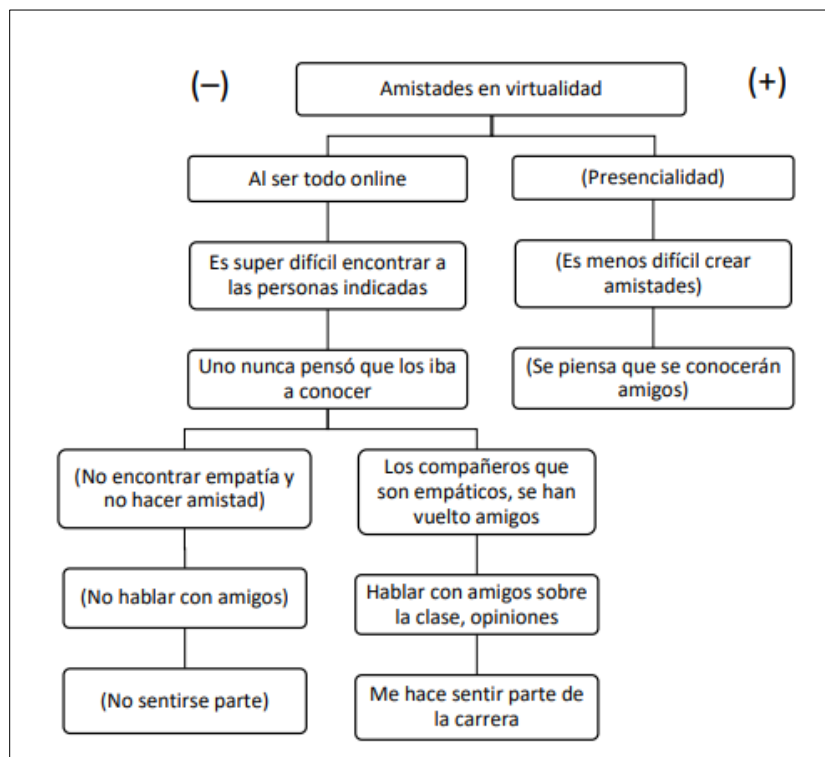 (–)
Amistades en virtualidad
(+)
Al ser todo online
(Presencialidad)
Es super difícil encontrar a
las personas indicadas
(Es menos difícil crear
amistades)
Uno nunca pensó que los iba
a conocer
(Se piensa que se conocerán
amigos)
(No encontrar empatía y
no hacer amistad)
Los compañeros que
son empáticos, se han
vuelto amigos
(No hablar con amigos)
Hablar con amigos sobre
la clase, opiniones
(No sentirse parte)
Me hace sentir parte de
la carrera